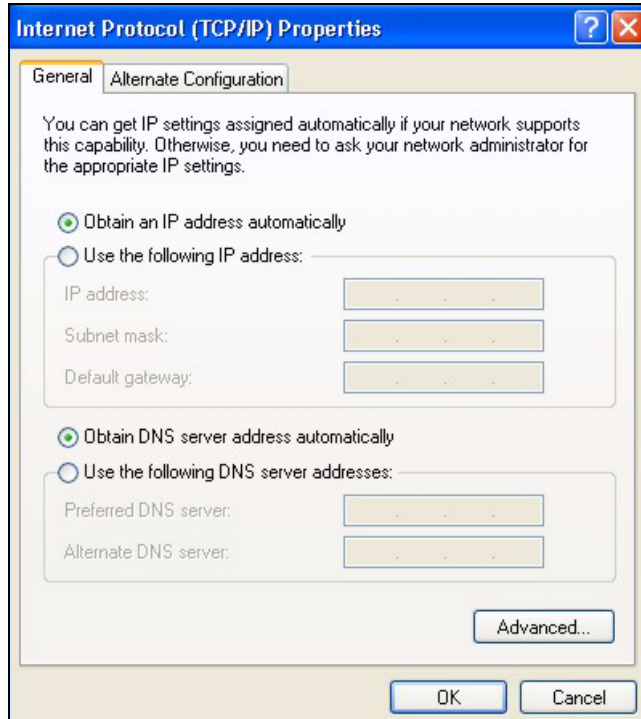 Internet Protocol (TCP/IP) Properties
General
Alternate Configuration
You can get IP settings assigned automatically if your network supports
this capability. Otherwise, you need to ask your network administrator for
the appropriate IP settings.
Obtain an IP address automatically
Use the following IP address:
IP address:
Subnet mask:
Default gateway:
Obtain DNS server address automatically
Use the following DNS server addresses:
Preferred DNS server:
Alternate DNS server:
Advanced...
OK
Cancel